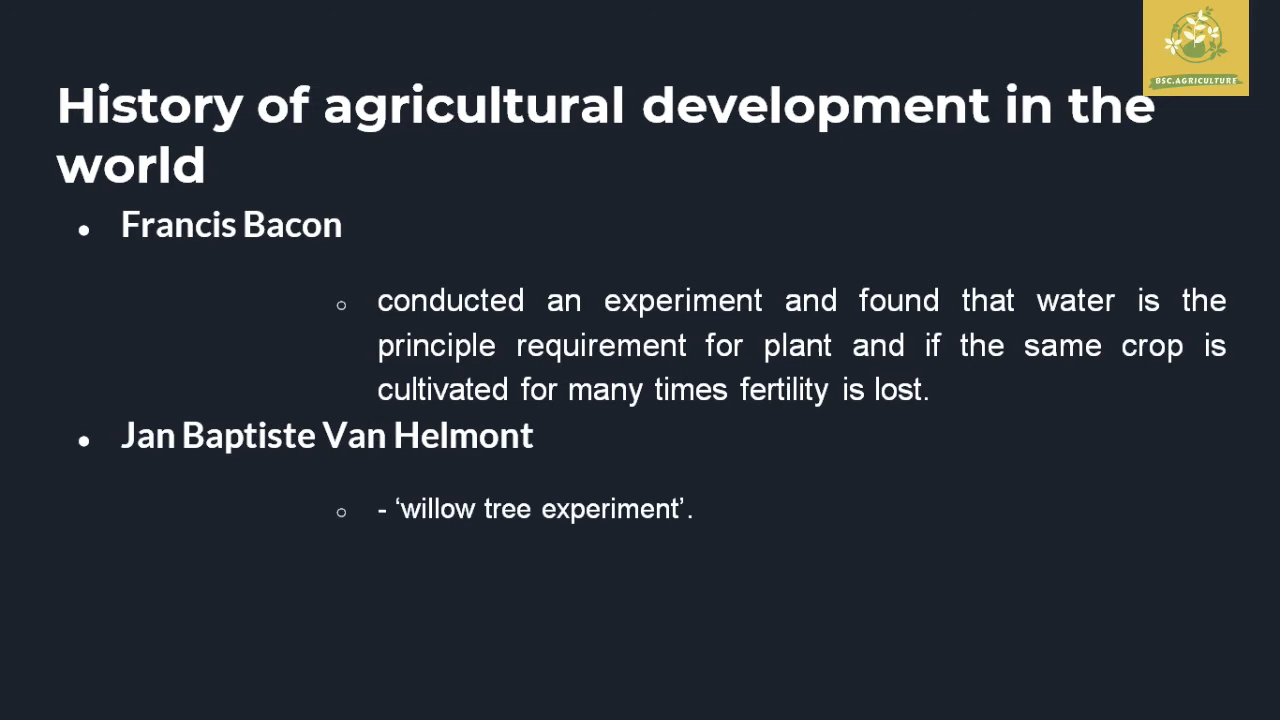 BSC.AGRICULTURE
History of agricultural development in the
world
• Francis Bacon
○ conducted an experiment and found that water is the
principle requirement for plant and if the same crop is
cultivated for many times fertility is lost.
• Jan Baptiste Van Helmont
○ - ‘willow tree experiment’.